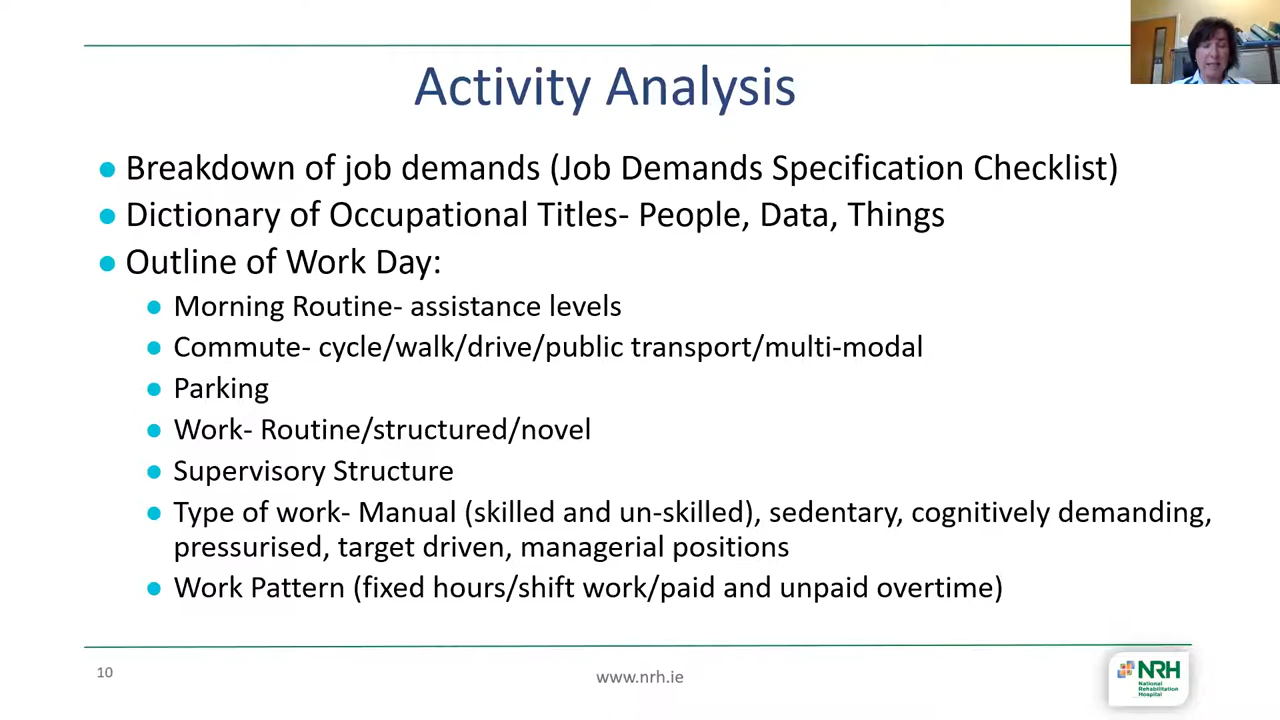 Activity Analysis
● Breakdown of job demands (Job Demands Specification Checklist)
● Dictionary of Occupational Titles- People, Data, Things
● Outline of Work Day:
● Morning Routine- assistance levels
● Commute- cycle/walk/drive/public transport/multi-modal
● Parking
● Work- Routine/structured/novel
● Supervisory Structure
● Type of work- Manual (skilled and un-skilled), sedentary, cognitively demanding,
pressurised, target driven, managerial positions
● Work Pattern (fixed hours/shift work/paid and unpaid overtime)
10
www.nrh.ie
NRH
National
Rehabilitation
Hospital